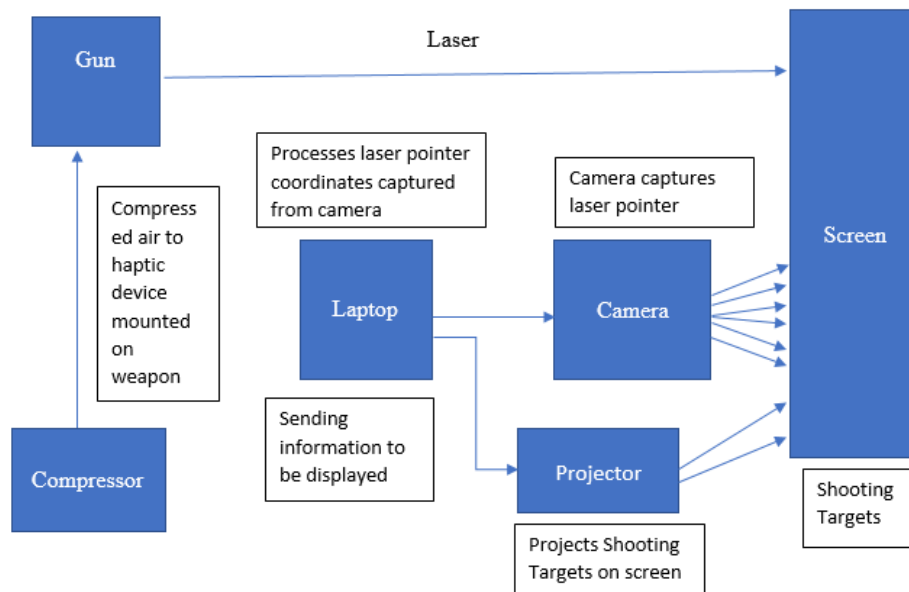 Gun
Laser
Processes laser pointer
coordinates captured
from camera
Camera captures
laser pointer
Compress
ed air to
haptic
device
mounted
on
weapon
Screen
Laptop
Camera
Sending
information to
be displayed
Compressor
Projector
Shooting
Targets
Projects Shooting
Targets on screen